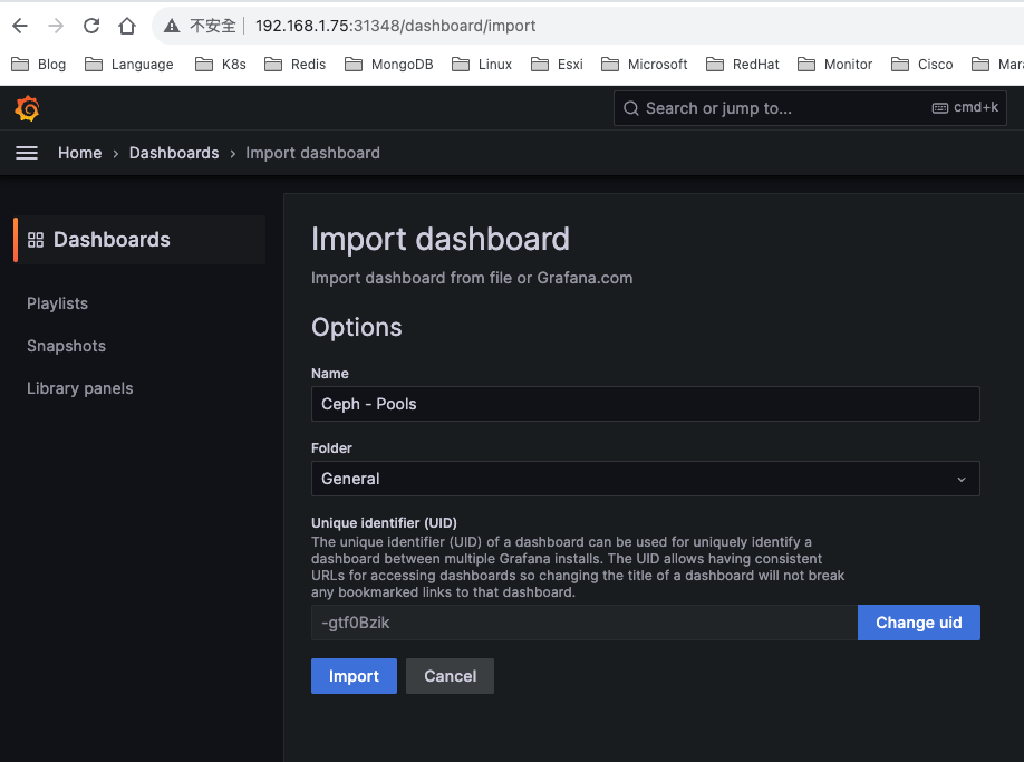 不安全 192.168.1.75:31348/dashboard/import
Blog Language K8s Redis MongoDB Linux Esxi Microsoft RedHat Monitor Cisco
Search or jump to... cmd+k
Home › Dashboards › Import dashboard
Dashboards
Playlists
Snapshots
Library panels
Import dashboard
Import dashboard from file or Grafana.com
Options
Name
Ceph - Pools
Folder
General
Unique identifier (UID)
The unique identifier (UID) of a dashboard can be used for uniquely identify a
dashboard between multiple Grafana installs. The UID allows having consistent
URLs for accessing dashboards so changing the title of a dashboard will not break
any bookmarked links to that dashboard.
-gtf0Bzik Change uid
Import Cancel